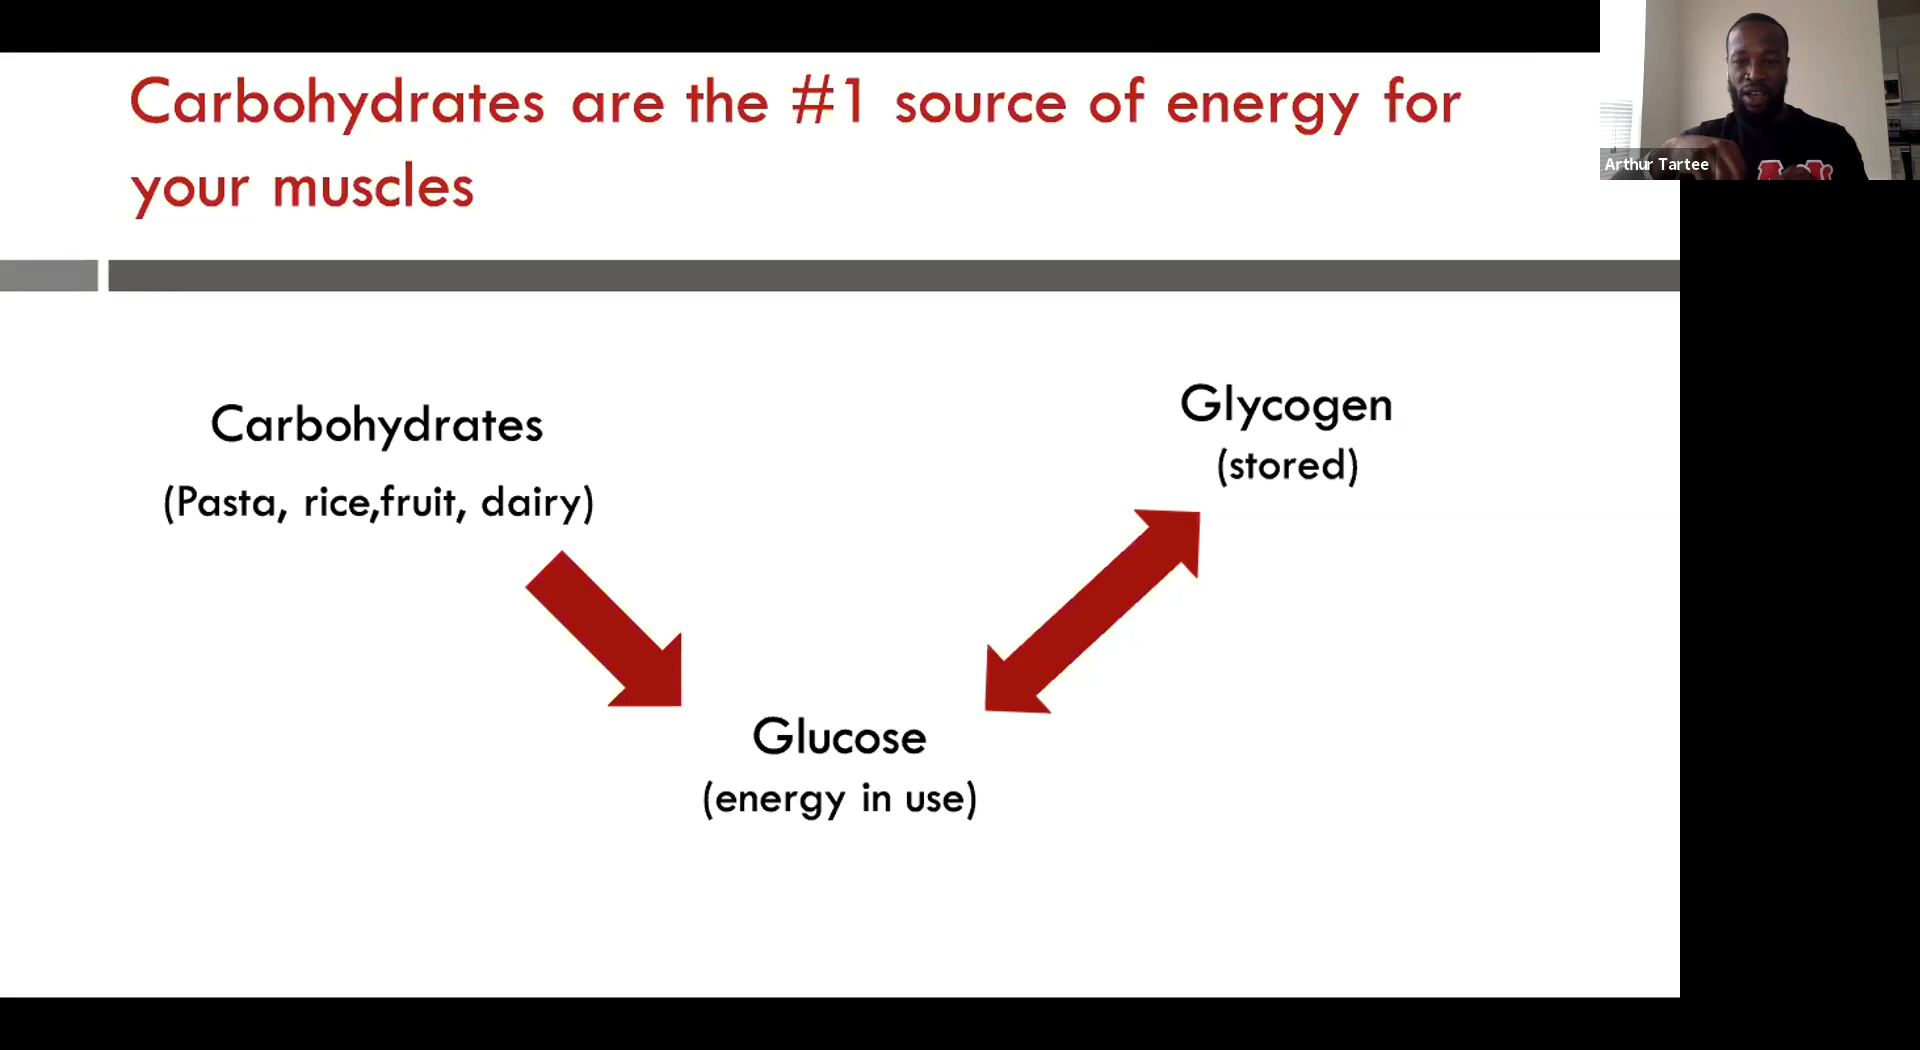 Carbohydrates are the #1 source of energy for
your muscles
Arthur Tartee
Carbohydrates
(Pasta, rice,fruit, dairy)
Glycogen
(stored)
Glucose
(energy in use)